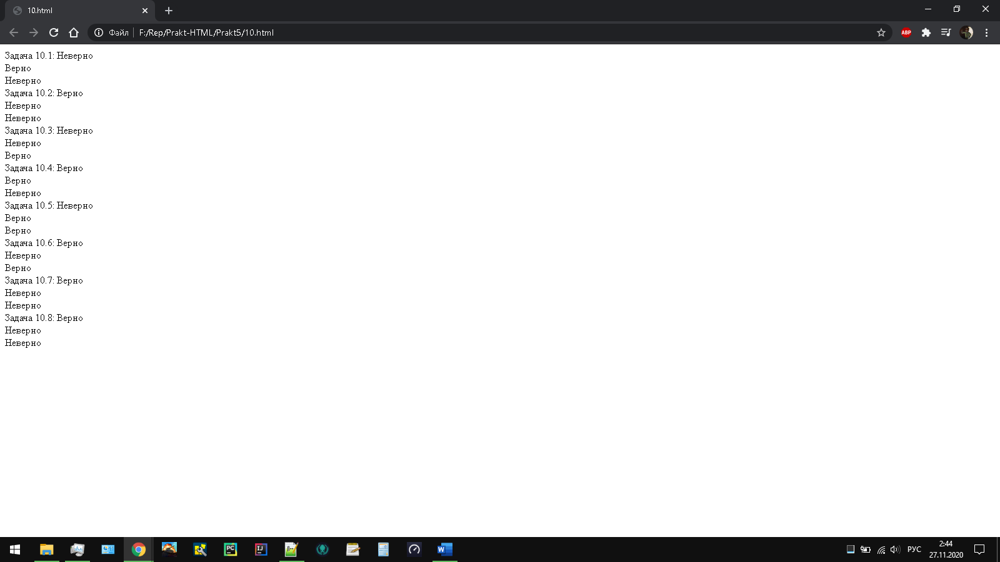 10.html
Файл F:/Rep/Prakt-HTML/Prakt5/10.html
ABP
Задача 10.1: Неверно
Верно
Неверно
Задача 10.2: Верно
Неверно
Неверно
Задача 10.3: Неверно
Неверно
Верно
Задача 10.4: Верно
Верно
Неверно
Задача 10.5: Неверно
Верно
Верно
Задача 10.6: Верно
Неверно
Верно
Задача 10.7: Верно
Неверно
Неверно
Задача 10.8: Верно
Неверно
Неверно
PC
IJ
W
РУС
2:44
27.11.2020